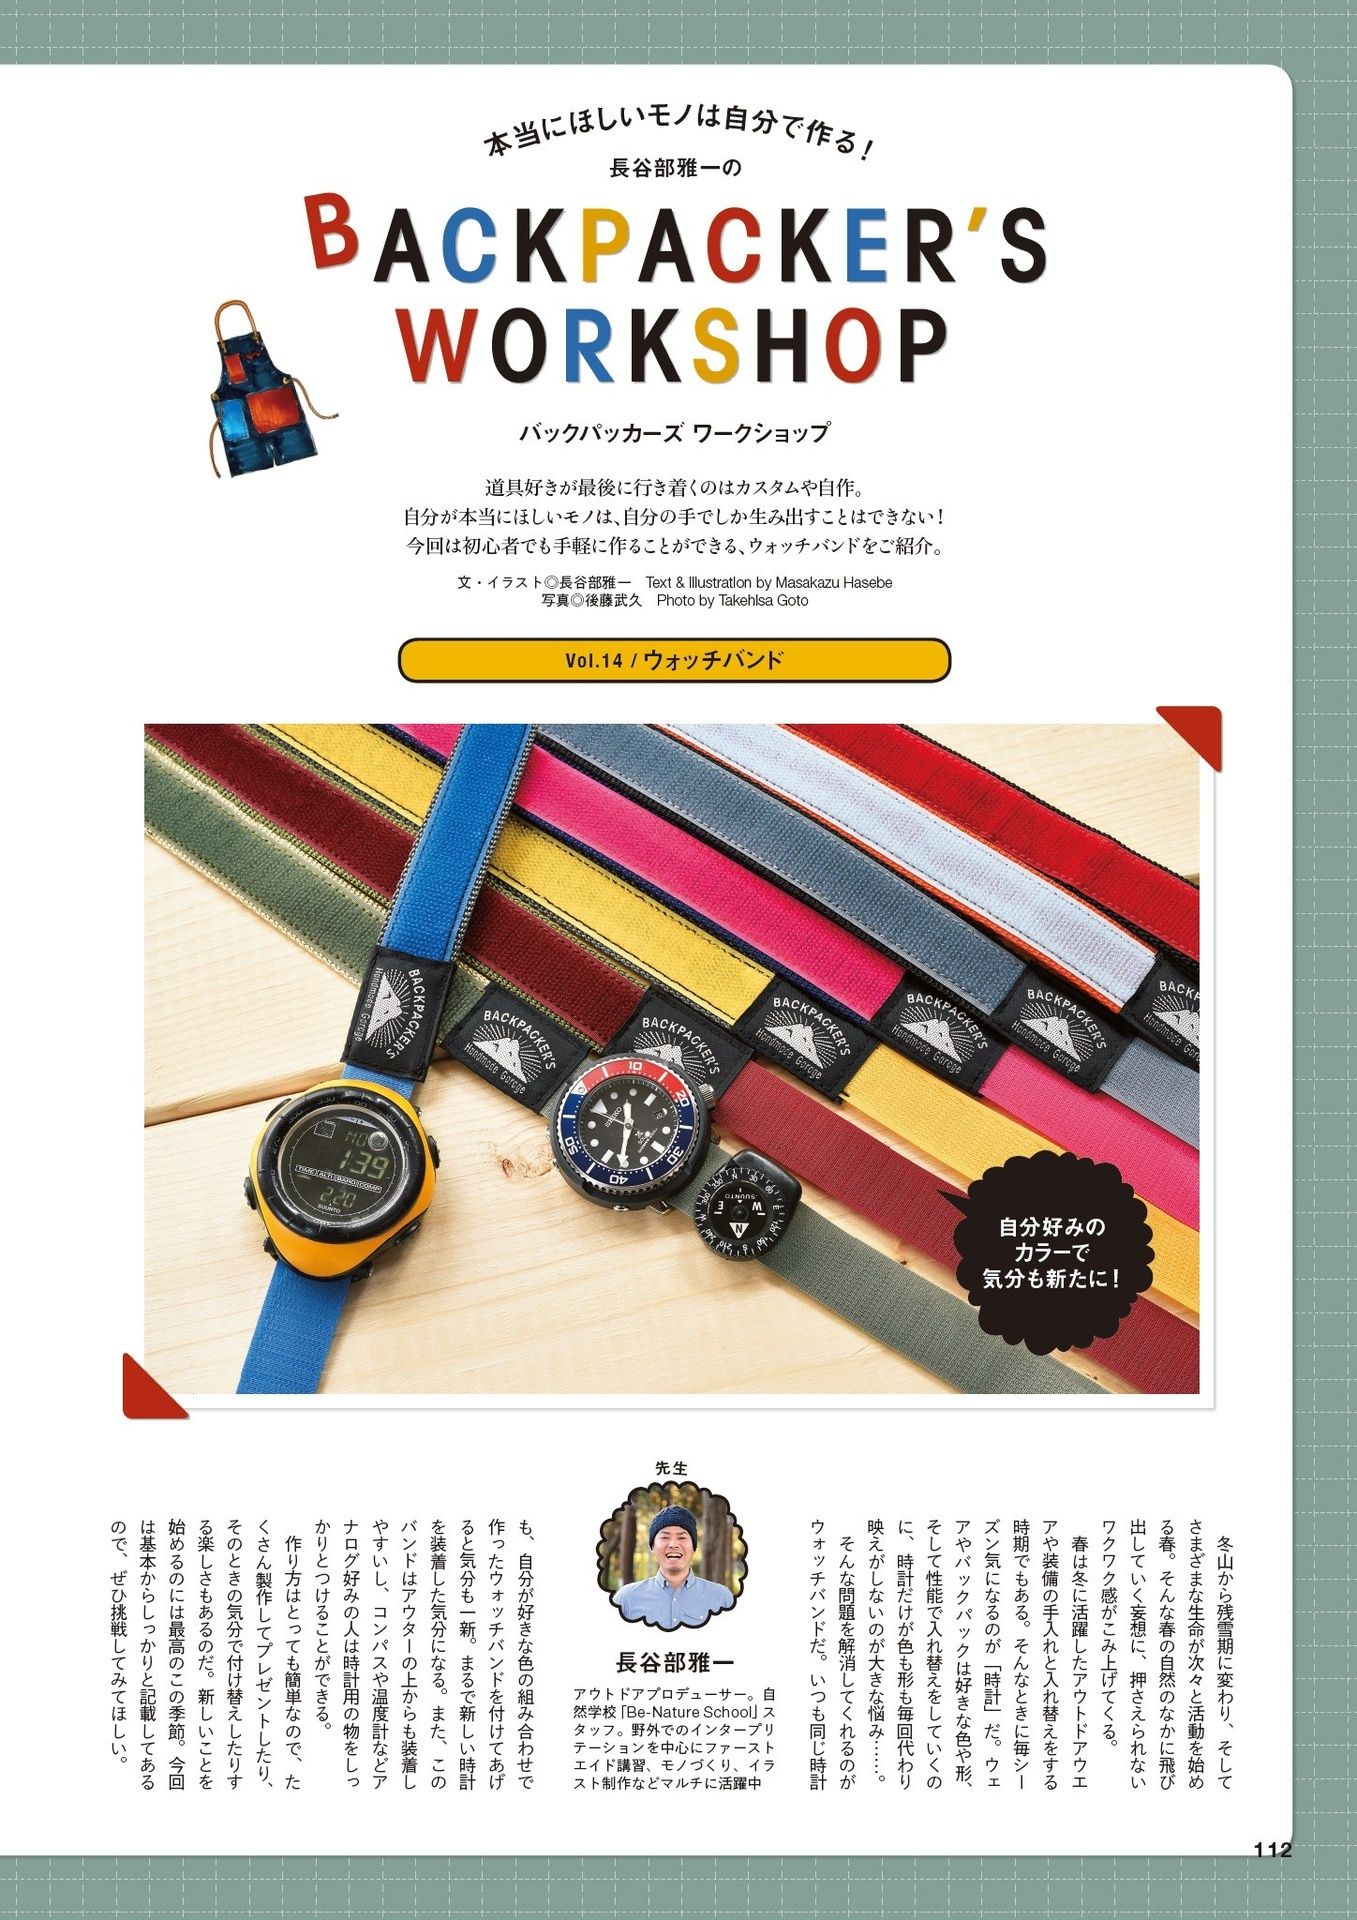 本当にほしいモノは自分で作る！
長谷部雅一の
BACKPACKER'S
WORKSHOP
バックパッカーズ ワークショップ
道具好きが最後に行き着くのはカスタムや自作。
自分が本当にほしいモノは、自分の手でしか生み出すことはできない！
今回は初心者でも手軽に作ることができる、ウォッチバンドをご紹介。
文・イラスト◎長谷部雅一　Text & Illustration by Masakazu Hasebe
写真◎後藤武久　Photo by Takehisa Goto
Vol.14 / ウォッチバンド
BACKPACKER'S
Handmade Garage
BACKPACKER'S
Handmade Garage
BACKPACKER'S
BACKPACKER'S
Handmade Garage
BACKPACKER'S
Handmade Garage
BACKPACKER'S
Handmade Garage
BACKPA
Handmade
139
TIME ALTI BARO COMP
2.20
SUUNTO
SEIKO
10
20
30
40
50
SUUNTO
N
E
W
自分好みの
カラーで
気分も新たに！
冬山から残雪期に変わり、そして
さまざまな生命が次々と活動を始め
る春。そんな春の自然のなかに飛び
出していく妄想に、押さえられない
ワクワク感がこみ上げてくる。
春は冬に活躍したアウトドアウエ
アや装備の手入れと入れ替えをする
時期でもある。そんなときに毎シー
ズン気になるのが「時計」だ。ウェ
アやバックパックは好きな色や形、
そして性能で入れ替えをしていくの
に、時計だけが色も形も毎回代わり
映えがしないのが大きな悩み……。
そんな問題を解消してくれるのが
ウォッチバンドだ。いつも同じ時計
先生
長谷部雅一
アウトドアプロデューサー。自
然学校「Be-Nature School」ス
タッフ。野外でのインタープリ
テーションを中心にファースト
エイド講習、モノづくり、イラ
スト制作などマルチに活躍中
も、自分が好きな色の組み合わせで
作ったウォッチバンドを付けてあげ
ると気分も一新。まるで新しい時計
を装着した気分になる。また、この
バンドはアウターの上からも装着し
やすいし、コンパスや温度計などア
ナログ好みの人は時計用の物をしっ
かりとつけることができる。
作り方はとっても簡単なので、た
くさん製作してプレゼントしたり、
そのときの気分で付け替えしたりす
る楽しさもあるのだ。新しいことを
始めるのには最高のこの季節。今回
は基本からしっかりと記載してある
ので、ぜひ挑戦してみてほしい。
112